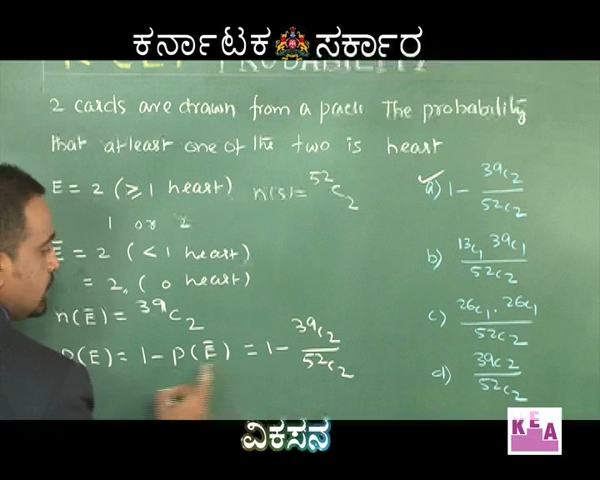 ಕರ್ನಾಟಕ ಸರ್ಕಾರ
PROBABILITY
2 cards are drawn from a pack The probability
that atleast one of the two is heart
E = 2 (≥ 1 heart) n(s) = ⁵²C₂
1 or 2
Ē = 2 (< 1 heart)
= 2 (0 heart)
n(Ē) = ³⁹C₂
P(E) = 1 − P(Ē) = 1 − ³⁹C₂/⁵²C₂
✓a) 1 − ³⁹C₂/⁵²C₂
b) ¹³C₁ ³⁹C₁/⁵²C₂
c) ²⁶C₁ · ²⁶C₁/⁵²C₂
d) ³⁹C₂/⁵²C₂
ವಿಕಸನ
KEA